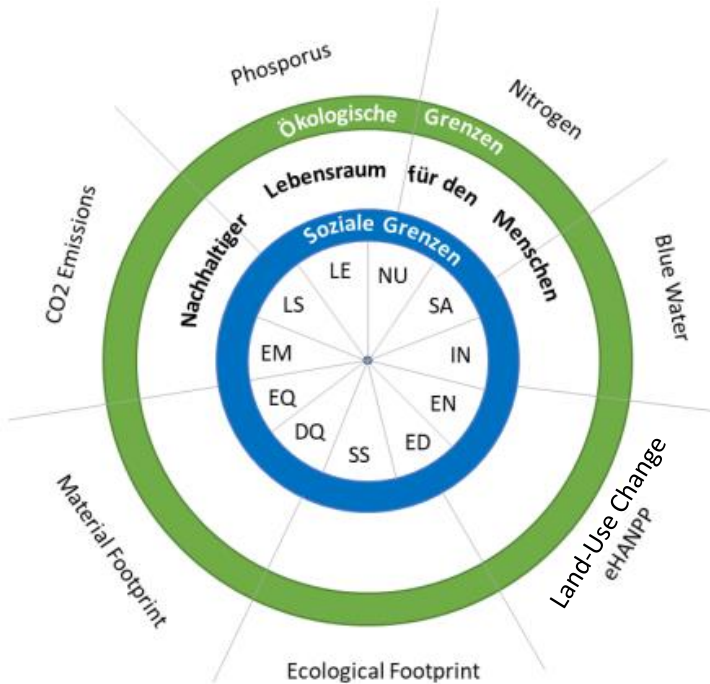 Phosporus
Nitrogen
Blue Water
Land-Use Change
eHANPP
Ecological Footprint
Material Footprint
CO2 Emissions
Ökologische Grenzen
Nachhaltiger Lebensraum für den Menschen
Soziale Grenzen
LE
NU
SA
IN
EN
ED
SS
DQ
EQ
EM
LS